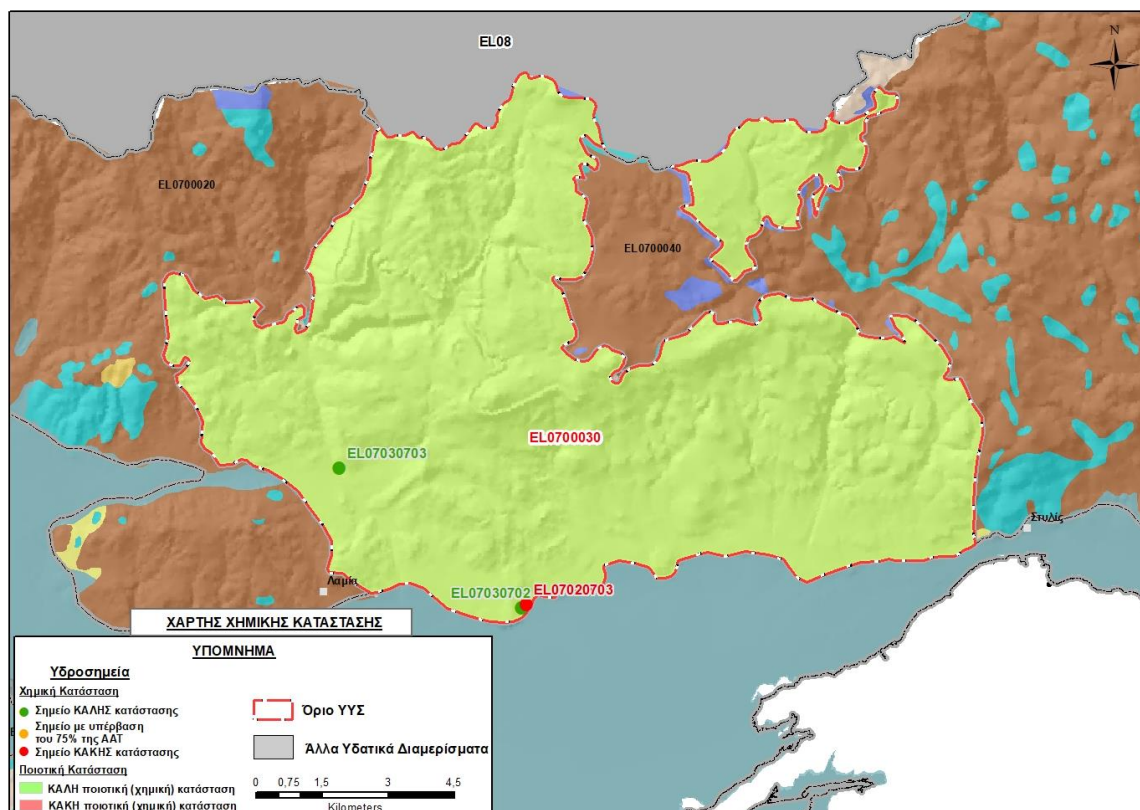 EL08
N
EL0700020
EL0700040
EL0700030
EL07030703
Στυλίς
Λαμία
EL07030702
EL07020703
ΧΑΡΤΗΣ ΧΗΜΙΚΗΣ ΚΑΤΑΣΤΑΣΗΣ
ΥΠΟΜΝΗΜΑ
Υδροσημεία
Χημική Κατάσταση
Σημείο ΚΑΛΗΣ κατάστασης
Σημείο με υπέρβαση
του 75% της ΑΑΤ
Σημείο ΚΑΚΗΣ κατάστασης
Ποιοτική Κατάσταση
ΚΑΛΗ ποιοτική (χημική) κατάσταση
ΚΑΚΗ ποιοτική (χημική) κατάσταση
Όριο ΥΥΣ
Άλλα Υδατικά Διαμερίσματα
0 0,75 1,5 3 4,5
Kilometers